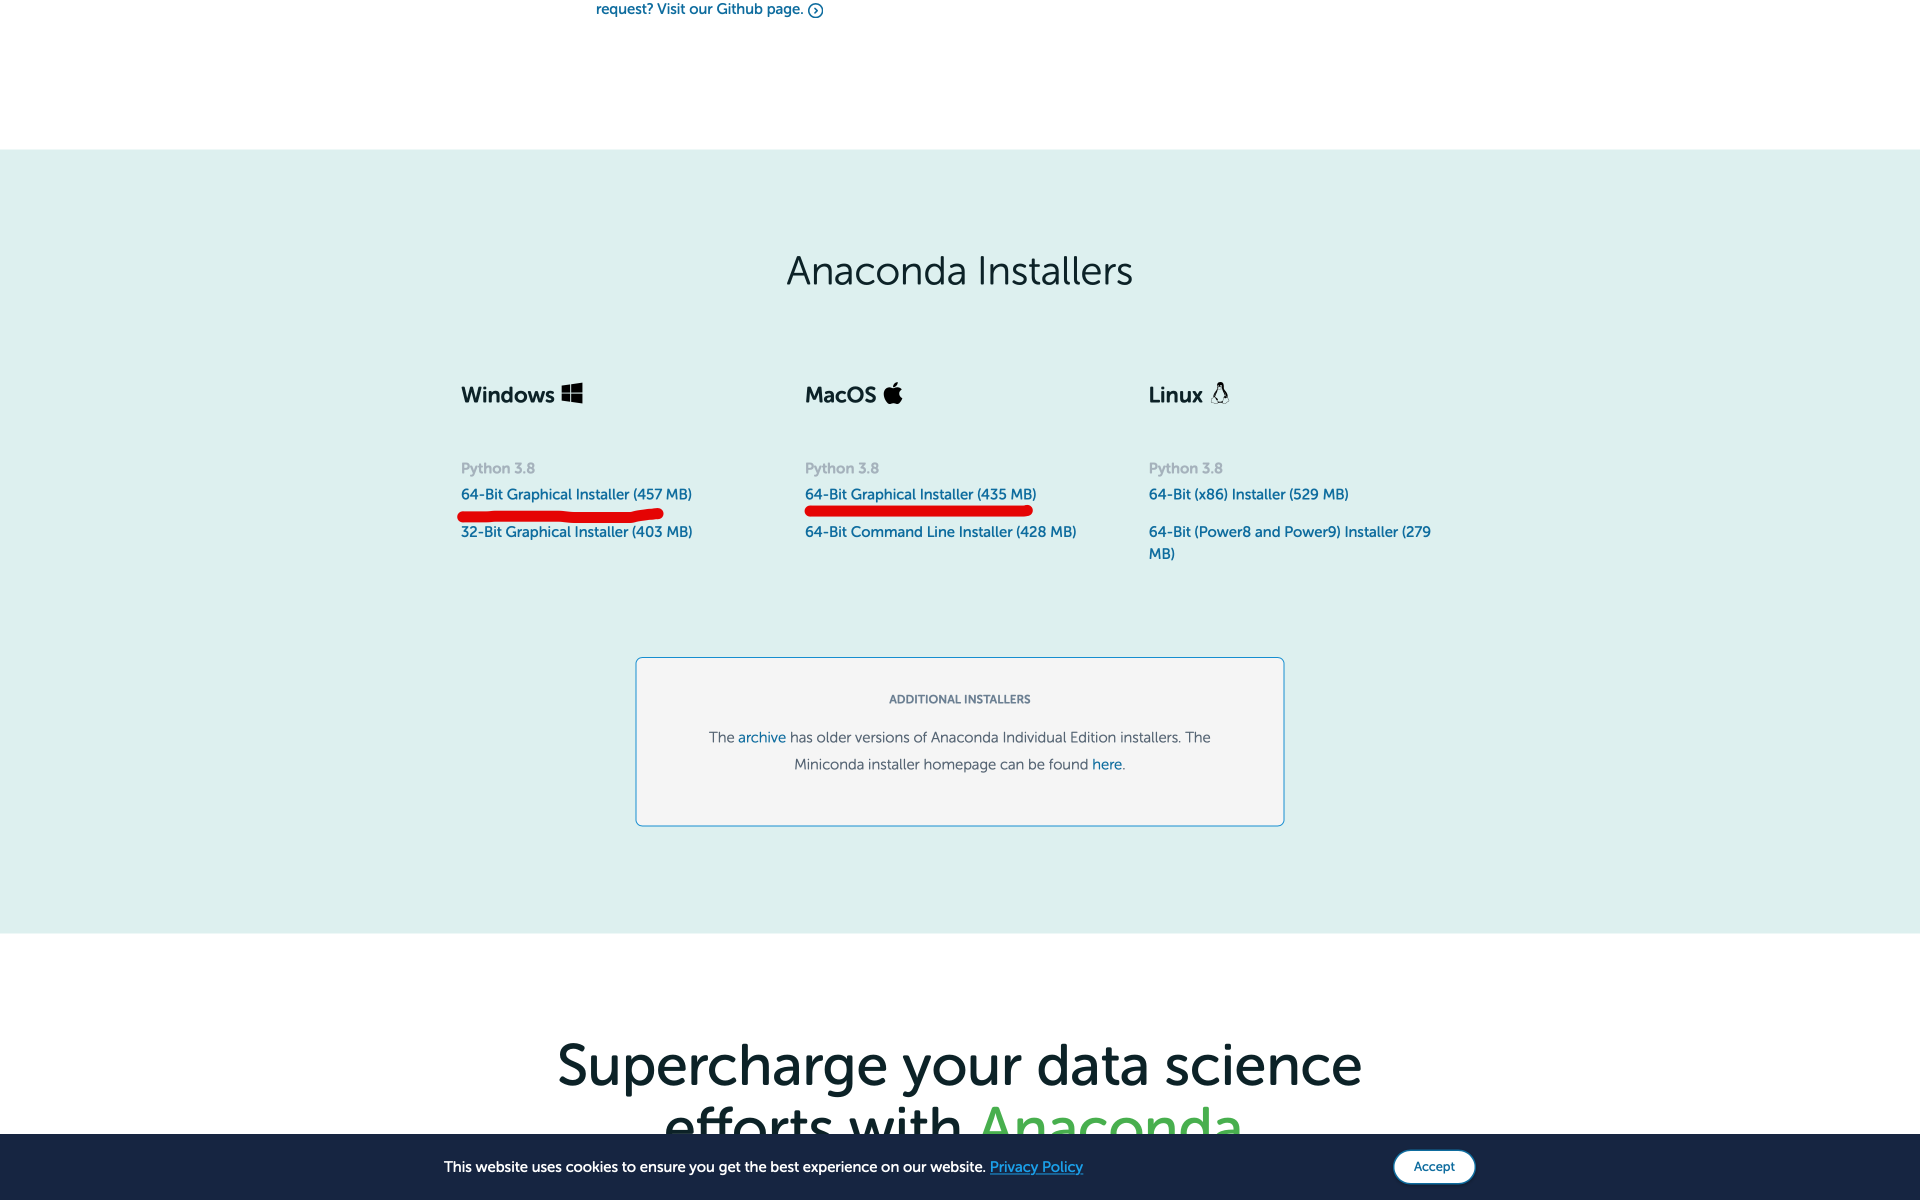 request? Visit our Github page.
Anaconda Installers
Windows
MacOS
Linux
Python 3.8
64-Bit Graphical Installer (457 MB)
32-Bit Graphical Installer (403 MB)
Python 3.8
64-Bit Graphical Installer (435 MB)
64-Bit Command Line Installer (428 MB)
Python 3.8
64-Bit (x86) Installer (529 MB)
64-Bit (Power8 and Power9) Installer (279
MB)
ADDITIONAL INSTALLERS
The archive has older versions of Anaconda Individual Edition installers. The
Miniconda installer homepage can be found here.
Supercharge your data science
efforts with Anaconda
This website uses cookies to ensure you get the best experience on our website. Privacy Policy
Accept